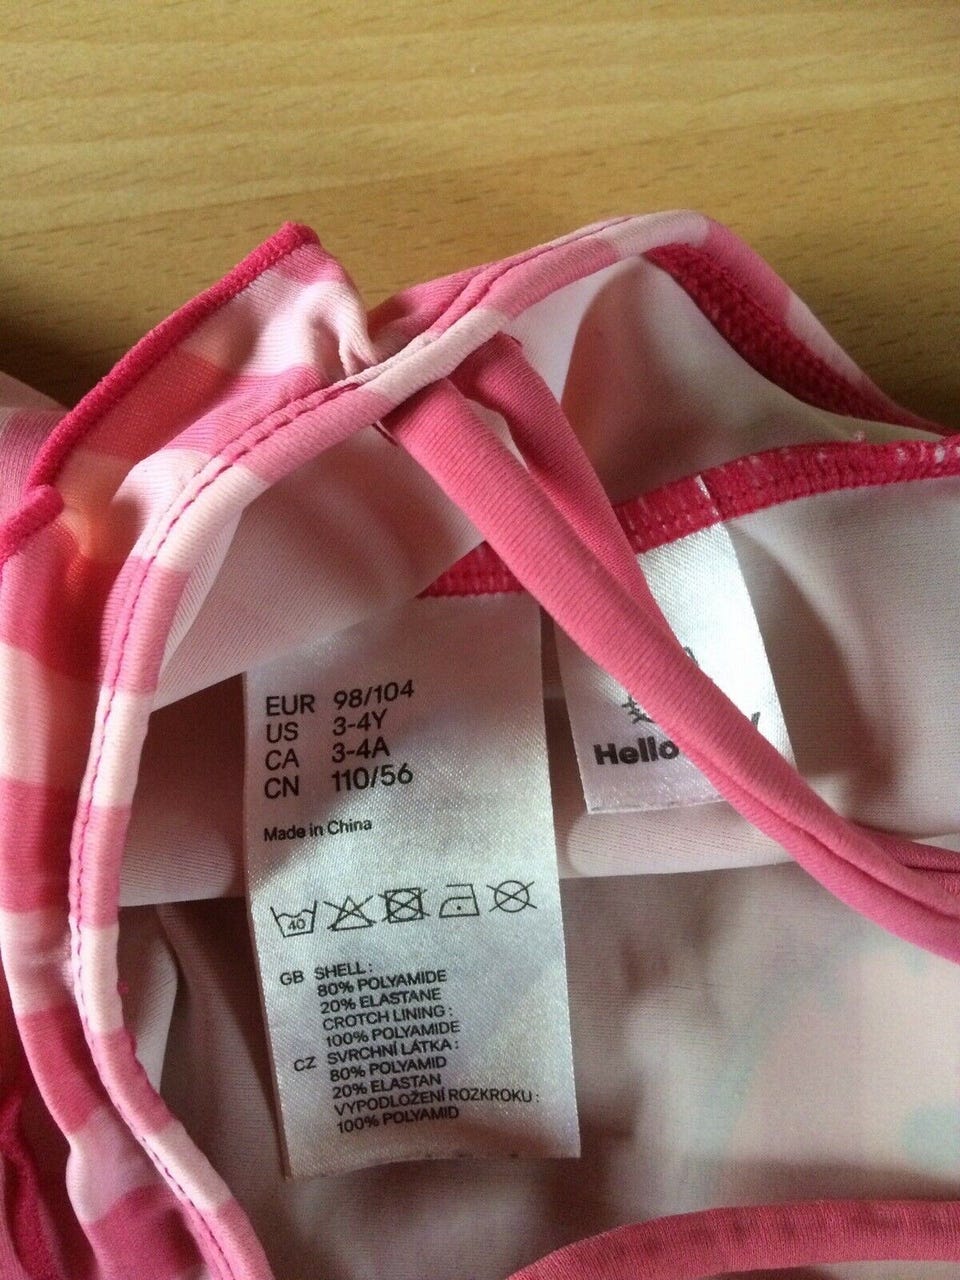 EUR 98/104
US 3-4Y
CA 3-4A
CN 110/56
Made in China
40
GB SHELL :
80% POLYAMIDE
20% ELASTANE
CROTCH LINING :
100% POLYAMIDE
CZ SVRCHNÍ LÁTKA :
80% POLYAMID
20% ELASTAN
VYPODLOŽENÍ ROZKROKU :
100% POLYAMID
Hello